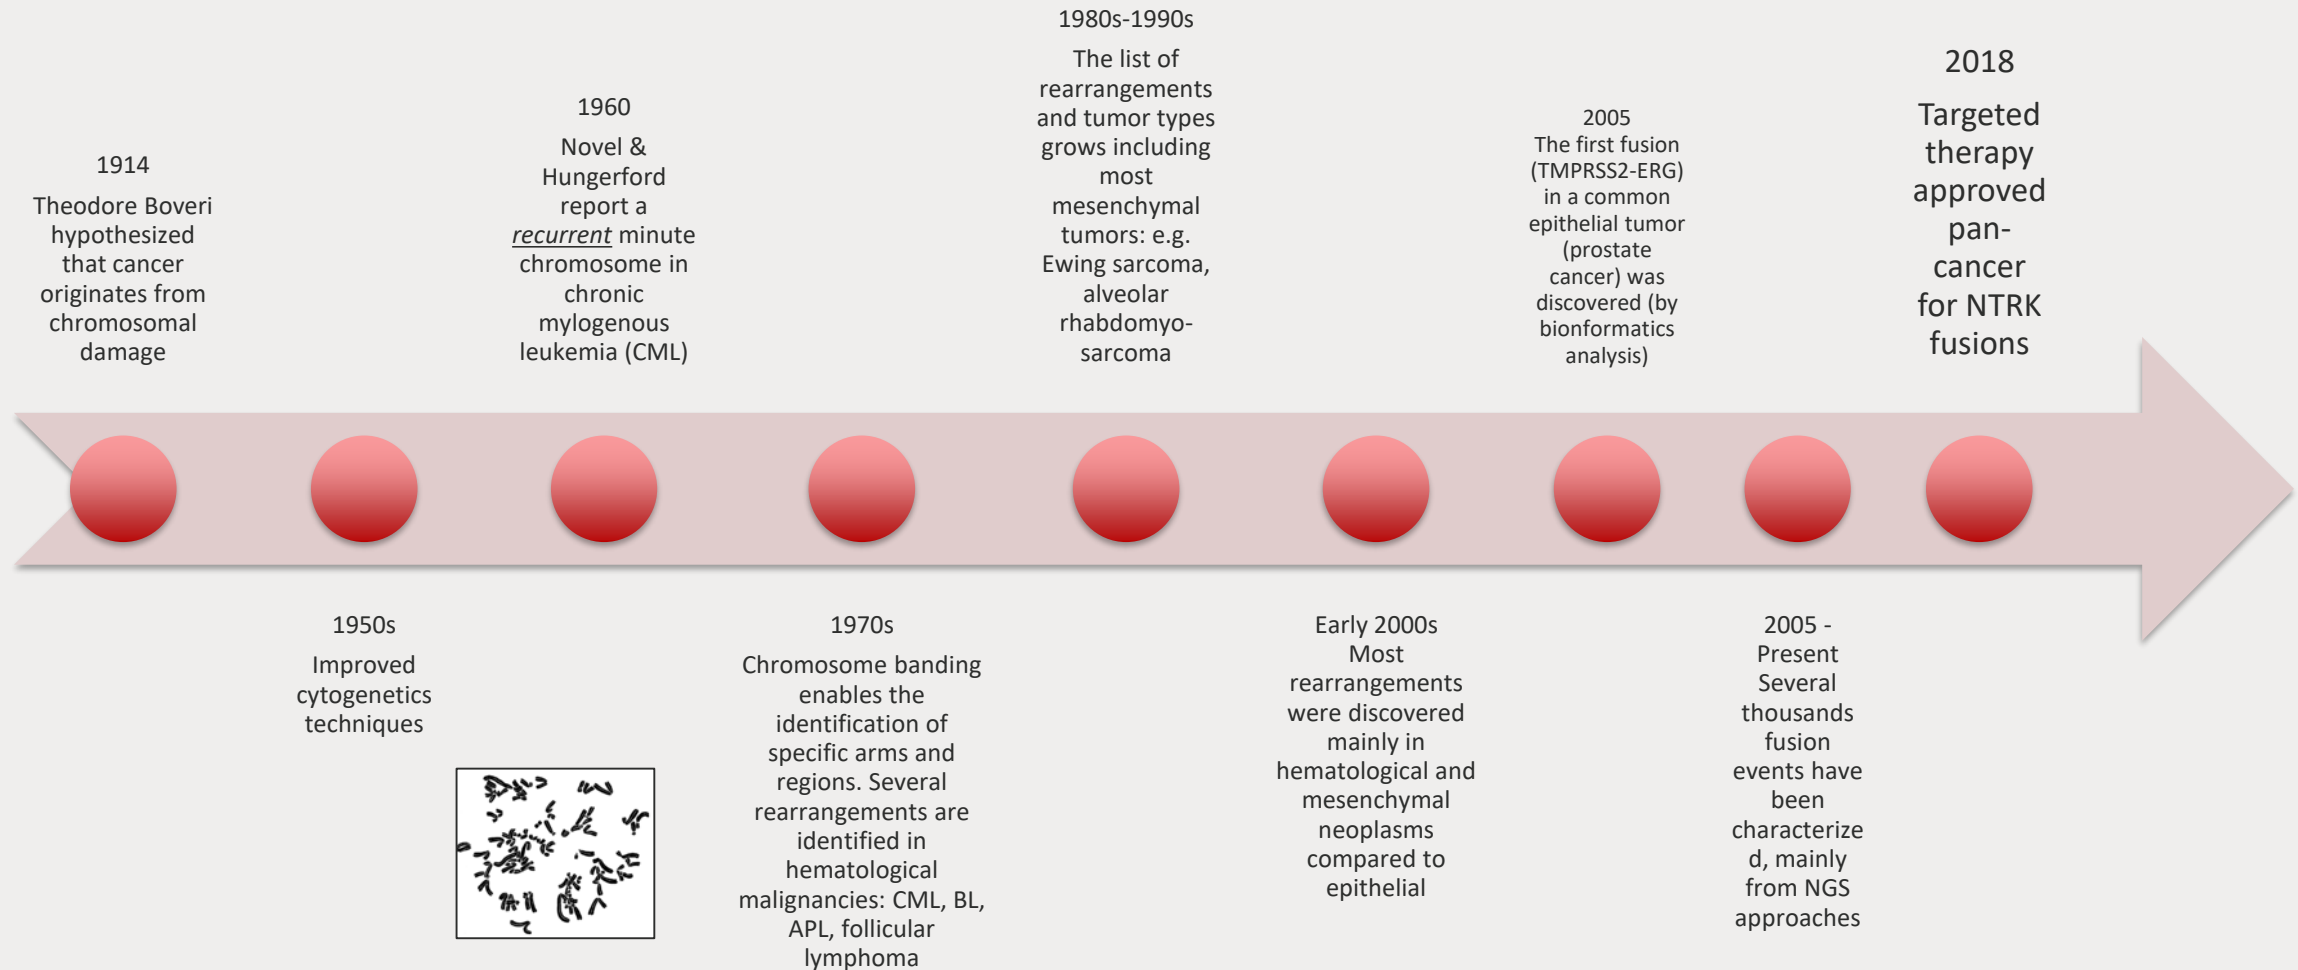 1914
Theodore Boveri
hypothesized
that cancer
originates from
chromosomal
damage
1950s
Improved
cytogenetics
techniques
1960
Novel &
Hungerford
report a
recurrent minute
chromosome in
chronic
mylogenous
leukemia (CML)
1970s
Chromosome banding
enables the
identification of
specific arms and
regions. Several
rearrangements are
identified in
hematological
malignancies: CML, BL,
APL, follicular
lymphoma
1980s-1990s
The list of
rearrangements
and tumor types
grows including
most
mesenchymal
tumors: e.g.
Ewing sarcoma,
alveolar
rhabdomyo-
sarcoma
Early 2000s
Most
rearrangements
were discovered
mainly in
hematological and
mesenchymal
neoplasms
compared to
epithelial
2005
The first fusion
(TMPRSS2-ERG)
in a common
epithelial tumor
(prostate
cancer) was
discovered (by
bionformatics
analysis)
2005 -
Present
Several
thousands
fusion
events have
been
characterize
d, mainly
from NGS
approaches
2018
Targeted
therapy
approved
pan-
cancer
for NTRK
fusions